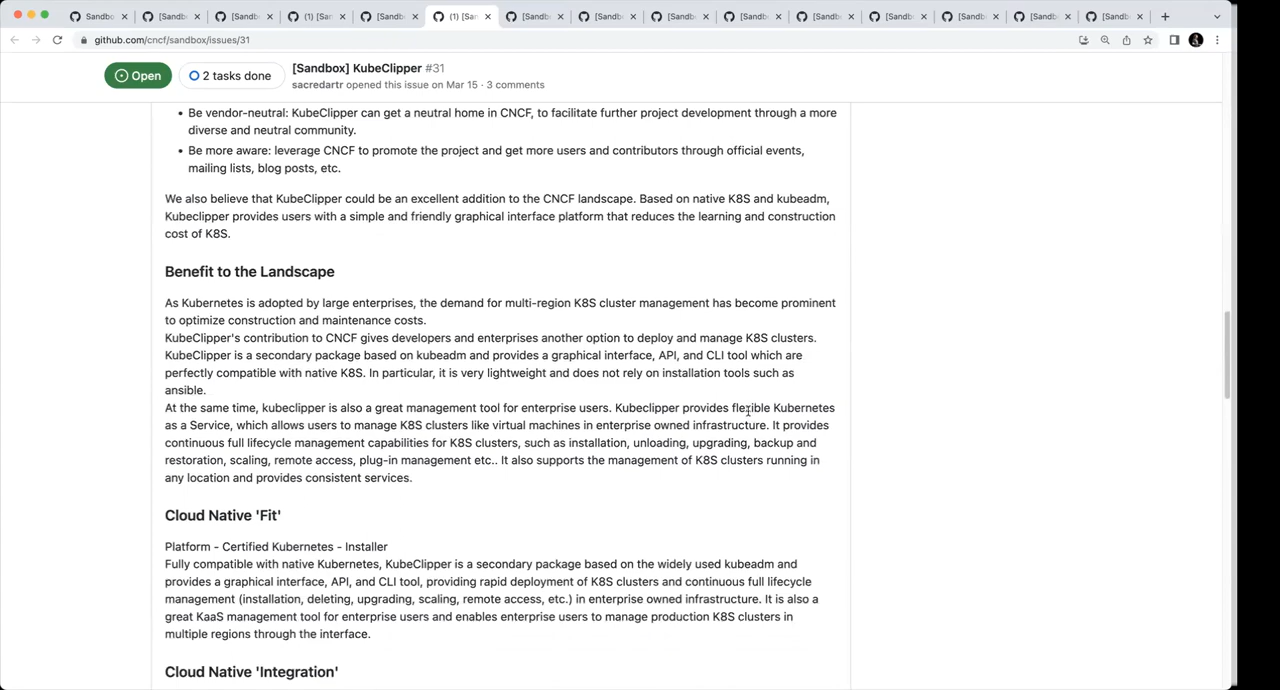 Sandbo
[Sandb
[Sandb
(1) [San
[Sandb
(1) [San
[Sandb
[Sandb
[Sandb
[Sandb
[Sandb
[Sandb
[Sandb
[Sandb
[Sandb
github.com/cncf/sandbox/issues/31
Open
2 tasks done
[Sandbox] KubeClipper #31
sacredartr opened this issue on Mar 15 · 3 comments
• Be vendor-neutral: KubeClipper can get a neutral home in CNCF, to facilitate further project development through a more
diverse and neutral community.
• Be more aware: leverage CNCF to promote the project and get more users and contributors through official events,
mailing lists, blog posts, etc.
We also believe that KubeClipper could be an excellent addition to the CNCF landscape. Based on native K8S and kubeadm,
Kubeclipper provides users with a simple and friendly graphical interface platform that reduces the learning and construction
cost of K8S.
Benefit to the Landscape
As Kubernetes is adopted by large enterprises, the demand for multi-region K8S cluster management has become prominent
to optimize construction and maintenance costs.
KubeClipper's contribution to CNCF gives developers and enterprises another option to deploy and manage K8S clusters.
KubeClipper is a secondary package based on kubeadm and provides a graphical interface, API, and CLI tool which are
perfectly compatible with native K8S. In particular, it is very lightweight and does not rely on installation tools such as
ansible.
At the same time, kubeclipper is also a great management tool for enterprise users. Kubeclipper provides flexible Kubernetes
as a Service, which allows users to manage K8S clusters like virtual machines in enterprise owned infrastructure. It provides
continuous full lifecycle management capabilities for K8S clusters, such as installation, unloading, upgrading, backup and
restoration, scaling, remote access, plug-in management etc.. It also supports the management of K8S clusters running in
any location and provides consistent services.
Cloud Native 'Fit'
Platform - Certified Kubernetes - Installer
Fully compatible with native Kubernetes, KubeClipper is a secondary package based on the widely used kubeadm and
provides a graphical interface, API, and CLI tool, providing rapid deployment of K8S clusters and continuous full lifecycle
management (installation, deleting, upgrading, scaling, remote access, etc.) in enterprise owned infrastructure. It is also a
great KaaS management tool for enterprise users and enables enterprise users to manage production K8S clusters in
multiple regions through the interface.
Cloud Native 'Integration'